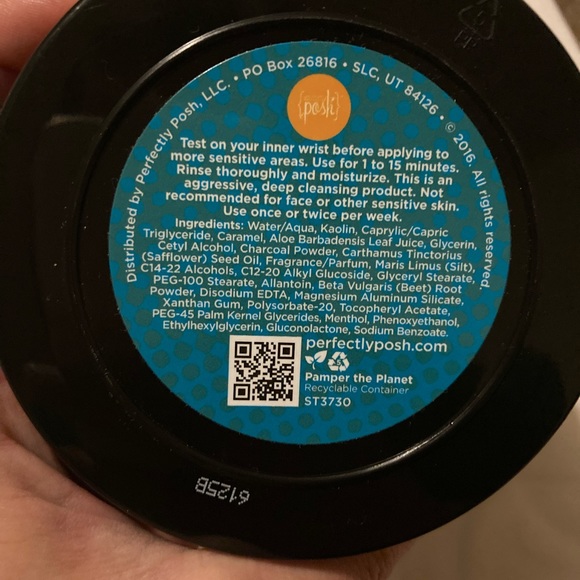 Distributed by Perfectly Posh, LLC. • PO Box 26816 • SLC, UT 84126 • © 2016. All rights reserved.
{posh}
Test on your inner wrist before applying to
more sensitive areas. Use for 1 to 15 minutes.
Rinse thoroughly and moisturize. This is an
aggressive, deep cleansing product. Not
recommended for face or other sensitive skin.
Use once or twice per week.
Ingredients: Water/Aqua, Kaolin, Caprylic/Capric
Triglyceride, Caramel, Aloe Barbadensis Leaf Juice, Glycerin,
Cetyl Alcohol, Charcoal Powder, Carthamus Tinctorius
(Safflower) Seed Oil, Fragrance/Parfum, Maris Limus (Silt),
C14-22 Alcohols, C12-20 Alkyl Glucoside, Glyceryl Stearate,
PEG-100 Stearate, Allantoin, Beta Vulgaris (Beet) Root
Powder, Disodium EDTA, Magnesium Aluminum Silicate,
Xanthan Gum, Polysorbate-20, Tocopheryl Acetate,
PEG-45 Palm Kernel Glycerides, Menthol, Phenoxyethanol,
Ethylhexylglycerin, Gluconolactone, Sodium Benzoate.
perfectlyposh.com
Pamper the Planet
Recyclable Container
ST3730
6125B